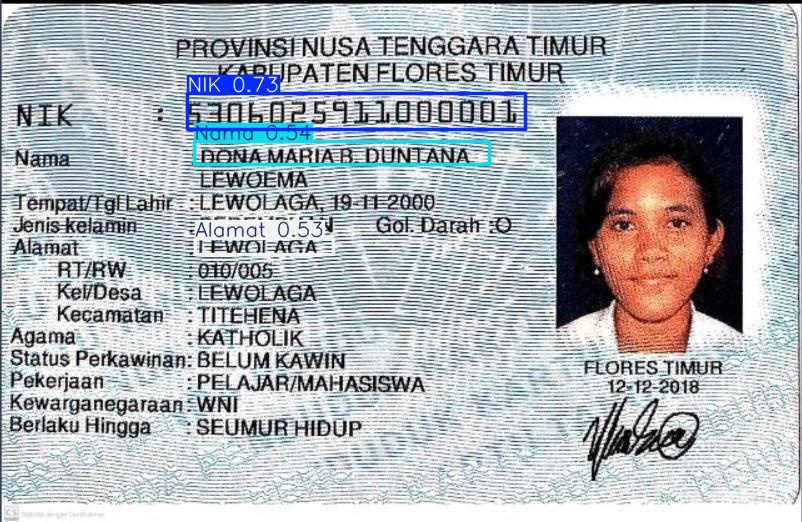 PROVINSI NUSA TENGGARA TIMUR
KABUPATEN FLORES TIMUR
NIK 0.73
NIK : 5306025911000001
Nama 0.54
Nama : DONA MARIA B. DUNTANA
LEWOEMA
Tempat/Tgl Lahir : LEWOLAGA, 19-11-2000
Jenis kelamin Gol. Darah :O
Alamat 0.53
Alamat : LEWOLAGA
RT/RW : 010/005
Kel/Desa : LEWOLAGA
Kecamatan : TITEHENA
Agama : KATHOLIK
Status Perkawinan: BELUM KAWIN
Pekerjaan : PELAJAR/MAHASISWA
Kewarganegaraan: WNI
Berlaku Hingga : SEUMUR HIDUP
FLORES TIMUR
12-12-2018
CS Dipindai dengan CamScanner